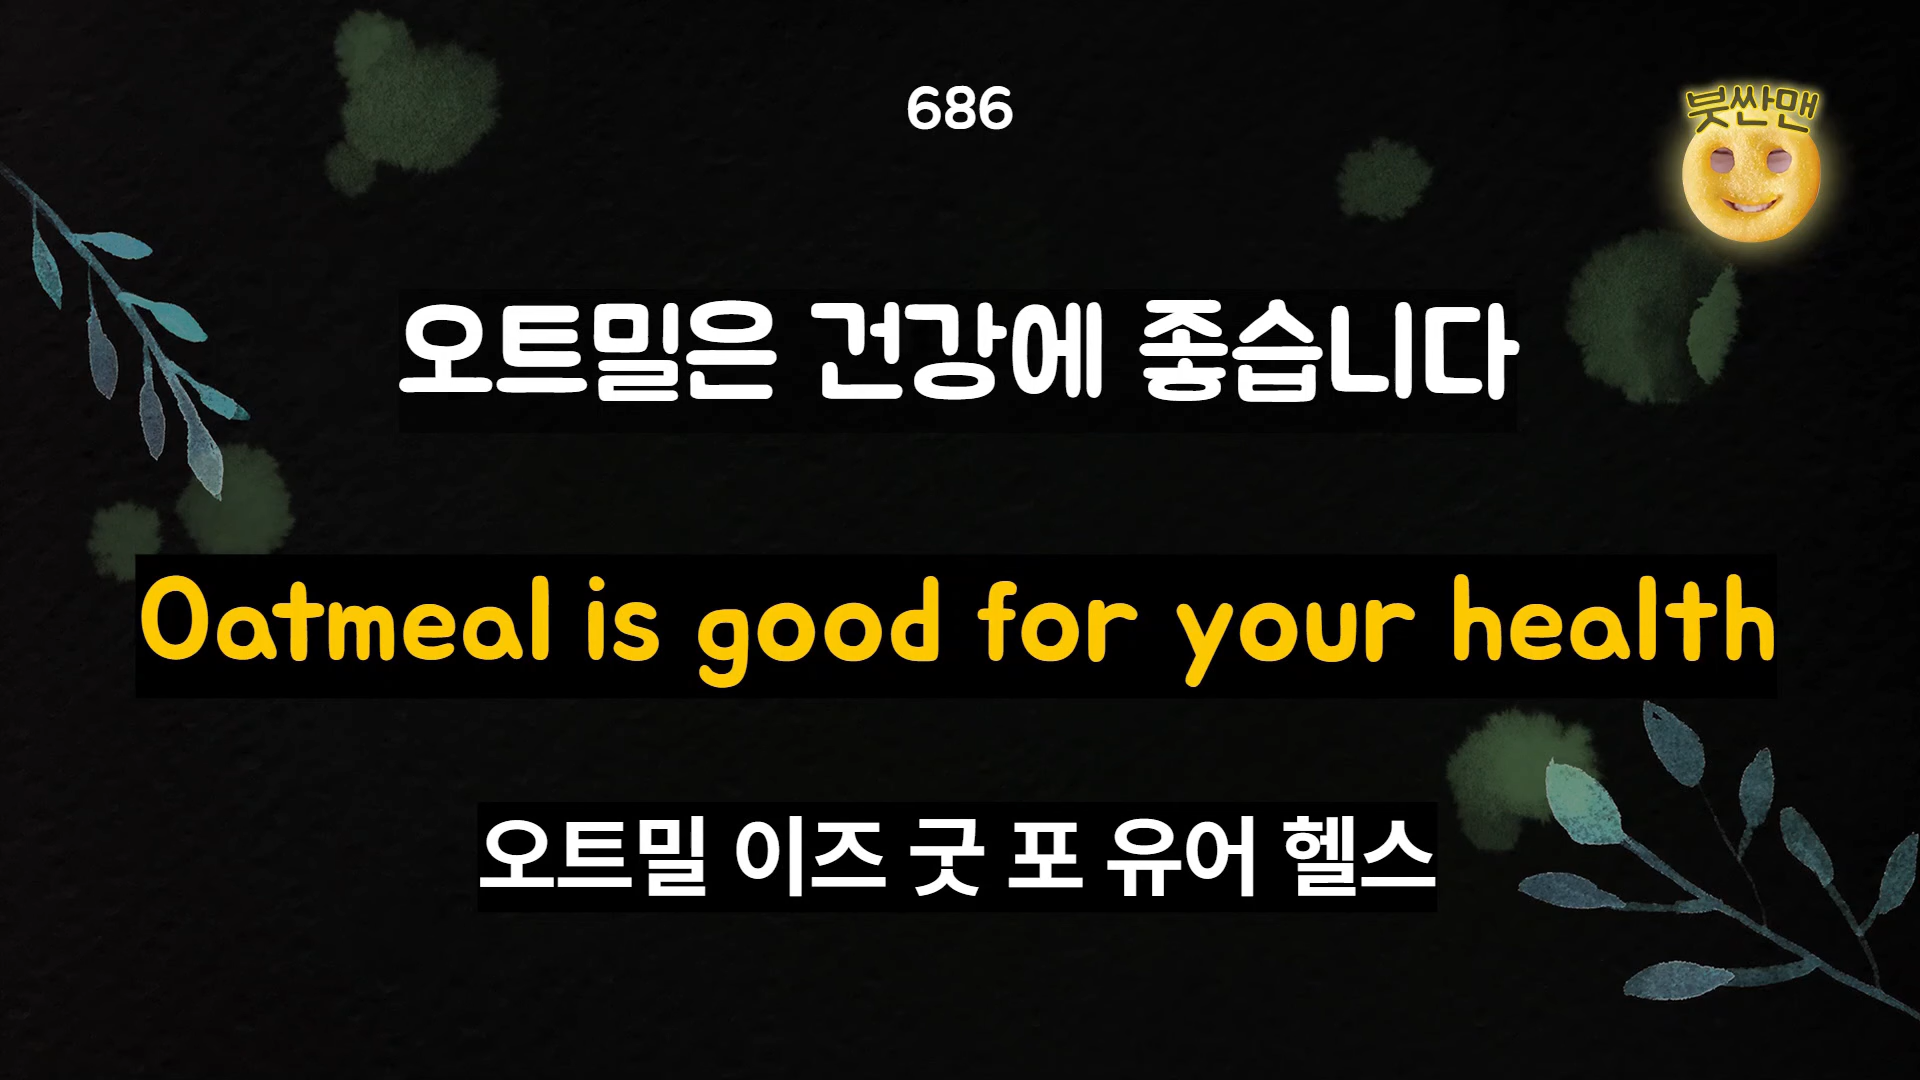 686
붓싼맨
오트밀은 건강에 좋습니다
Oatmeal is good for your health
오트밀 이즈 굿 포 유어 헬스